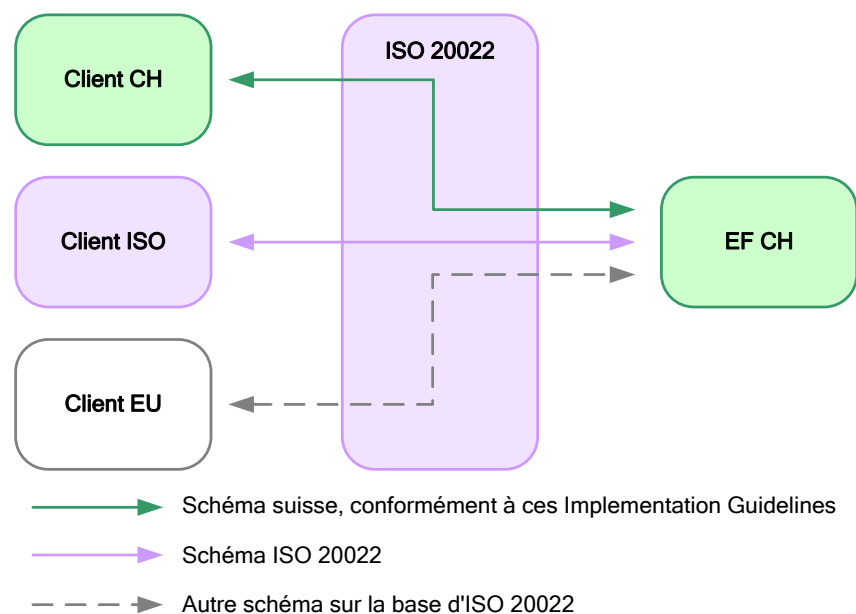 ISO 20022
Client CH
Client ISO
EF CH
Client EU
Schéma suisse, conformément à ces Implementation Guidelines
Schéma ISO 20022
Autre schéma sur la base d'ISO 20022